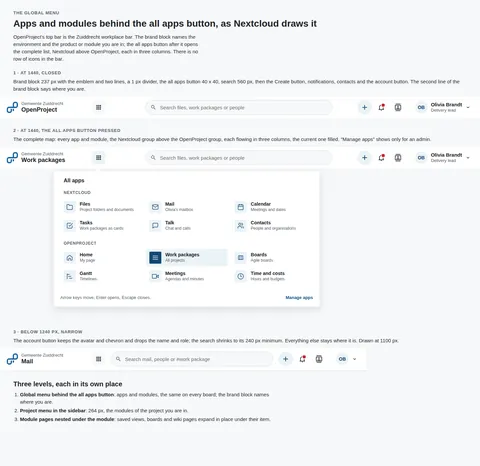 THE GLOBAL MENU
Apps and modules behind the all apps button, as Nextcloud draws it
OpenProject's top bar is the Zuiddrecht workplace bar. The brand block names the
environment and the product or module you are in; the all apps button after it opens
the complete list, Nextcloud above OpenProject, each in three columns. There is no
row of icons in the bar.
1 · AT 1440, CLOSED
Brand block 237 px with the emblem and two lines, a 1 px divider, the all apps button 40 x 40, search 560 px, then the Create button, notifications, contacts and the account button. The second line of the
brand block says where you are.
Gemeente Zuiddrecht
OpenProject
Search files, work packages or people
OB
Olivia Brandt
Delivery lead
2 · AT 1440, THE ALL APPS BUTTON PRESSED
The complete map: every app and module, the Nextcloud group above the OpenProject group, each flowing in three columns, the current one filled. "Manage apps" shows only for an admin.
Gemeente Zuiddrecht
Work packages
Search files, work packages or people
OB
Olivia Brandt
Delivery lead
All apps
NEXTCLOUD
Files
Project folders and documents
Mail
Olivia's mailbox
Calendar
Meetings and dates
Tasks
Work packages as cards
Talk
Chat and calls
Contacts
People and organisations
OPENPROJECT
Home
My page
Work packages
All projects
Boards
Agile boards
Gantt
Timelines
Meetings
Agendas and minutes
Time and costs
Hours and budgets
Arrow keys move, Enter opens, Escape closes.
Manage apps
3 · BELOW 1240 PX, NARROW
The account button keeps the avatar and chevron and drops the name and role; the search shrinks to its 240 px minimum. Everything else stays where it is. Drawn at 1100 px.
Gemeente Zuiddrecht
Mail
Search mail, people or #work package
OB
Three levels, each in its own place
1. Global menu behind the all apps button: apps and modules, the same on every board; the brand block names
where you are.
2. Project menu in the sidebar: 264 px, the modules of the project you are in.
3. Module pages nested under the module: saved views, boards and wiki pages expand in place under their item.